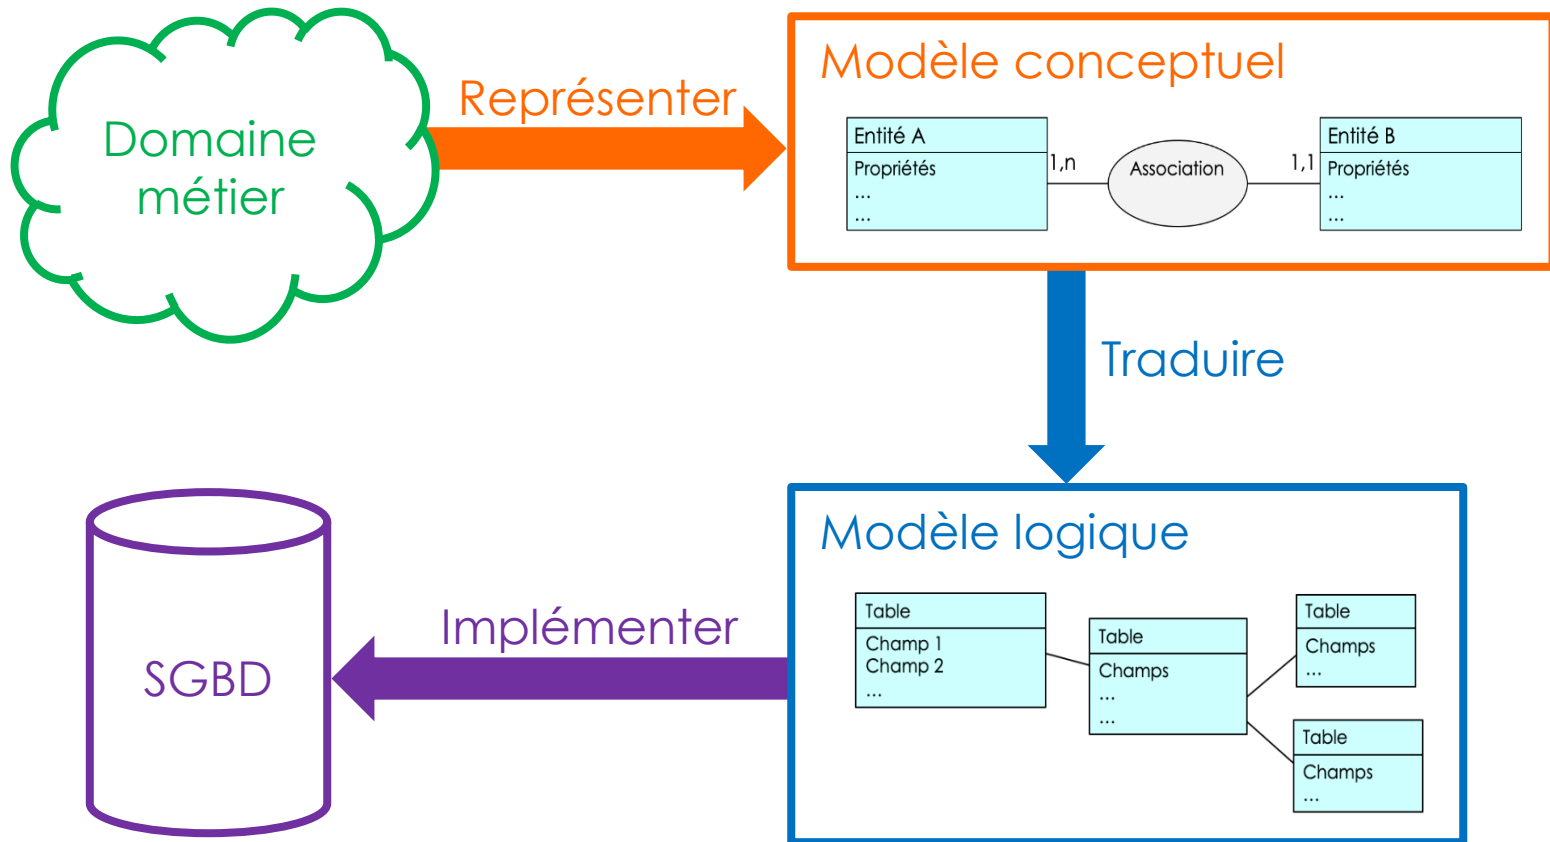 Domaine
métier
Représenter
Modèle conceptuel
Entité A
Propriétés
...
...
1,n
Association
1,1
Entité B
Propriétés
...
...
Traduire
Modèle logique
Table
Champ 1
Champ 2
...
Table
Champs
...
...
Table
Champs
...
Table
Champs
...
Implémenter
SGBD